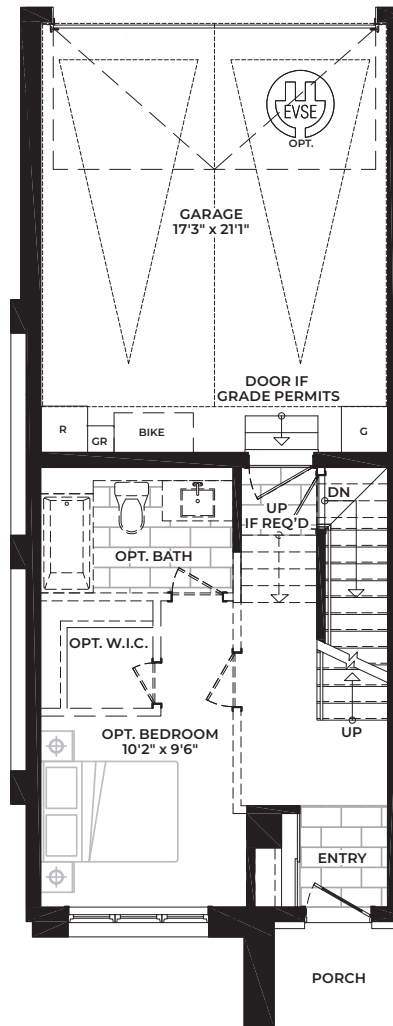 EVSE
OPT.
GARAGE
17'3" x 21'1"
DOOR IF
GRADE PERMITS
R
GR
BIKE
G
UP
IF REQ'D
DN
OPT. BATH
OPT. W.I.C.
OPT. BEDROOM
10'2" x 9'6"
UP
ENTRY
PORCH